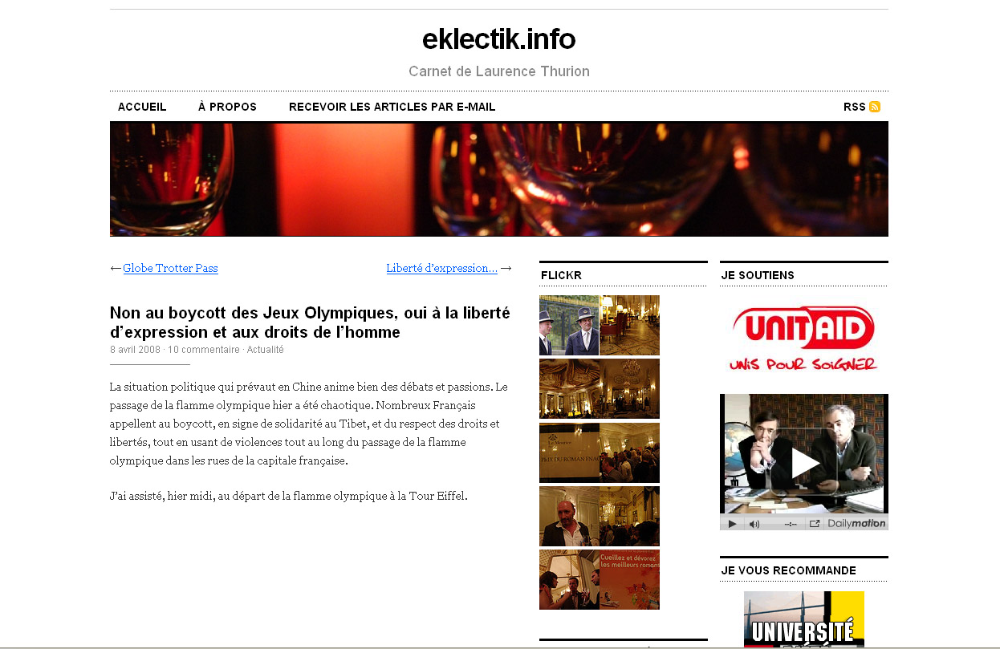 eklectik.info
Carnet de Laurence Thurion
ACCUEIL
À PROPOS
RECEVOIR LES ARTICLES PAR E-MAIL
RSS
← Globe Trotter Pass
Liberté d'expression... →
Non au boycott des Jeux Olympiques, oui à la liberté
d'expression et aux droits de l'homme
8 avril 2008 · 10 commentaire · Actualité
La situation politique qui prévaut en Chine anime bien des débats et passions. Le
passage de la flamme olympique hier a été chaotique. Nombreux Français
appellent au boycott, en signe de solidarité au Tibet, et du respect des droits et
libertés, tout en usant de violences tout au long du passage de la flamme
olympique dans les rues de la capitale française.
J'ai assisté, hier midi, au départ de la flamme olympique à la Tour Eiffel.
FLICKR
Le Meurice
PRIX DU ROMAN FNAC
Cueillez et dévorez
les meilleurs romans
JE SOUTIENS
UNITAID
UNIS POUR SOIGNER
--:--
Dailymotion
JE VOUS RECOMMANDE
UNIVERSITÉ